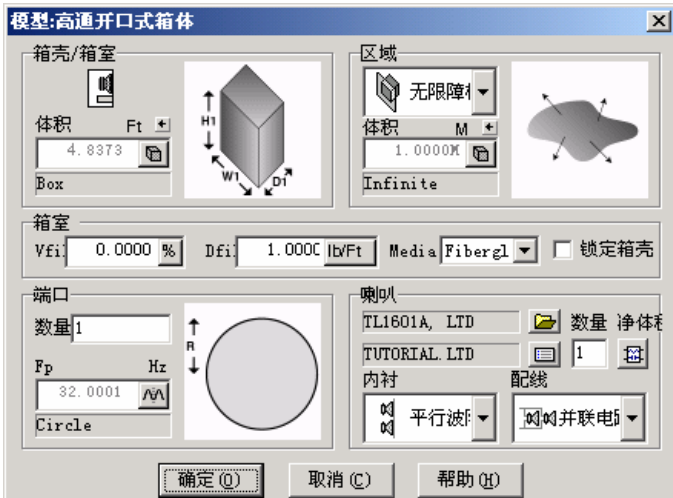 模型:高通开口式箱体
箱壳/箱室
体积 Ft
4.8373
Box
H1
W1
D1
区域
无限障
体积 M
1.0000M
Infinite
箱室
Vfil 0.0000 % Dfil 1.0000 lb/Ft Media Fibergl 锁定箱壳
端口
数量 1
Fp Hz
32.0001
Circle
R
喇叭
TL1601A, LTD 数量 净体积
TUTORIAL.LTD 1
内衬 配线
平行波 并联电
确定(O) 取消(C) 帮助(H)